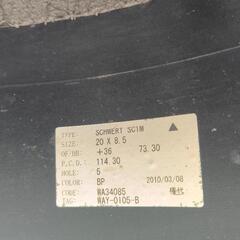 TYPE: SCHWERT SC1M ▲
SIZE: 20 X 8.5
OF/BB: +36 73.30
P.C.D.: 114.30
HOLE: 5
COLOR: BP 2010/03/08
CODE: WA34085
TAG: WAY-0105-B